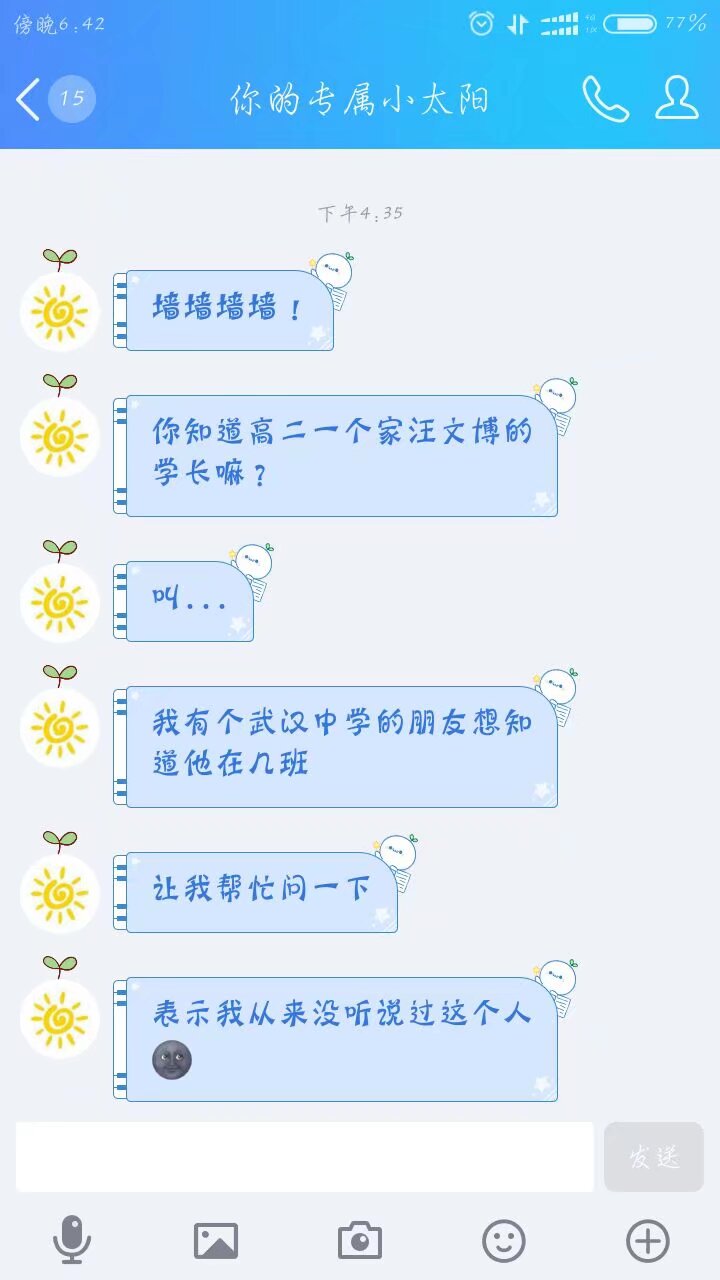 傍晚6:42
77%
15
你的专属小太阳
下午4:35
墙墙墙墙！
你知道高二一个家汪文博的
学长嘛？
叫...
我有个武汉中学的朋友想知
道他在几班
让我帮忙问一下
表示我从来没听说过这个人
发送